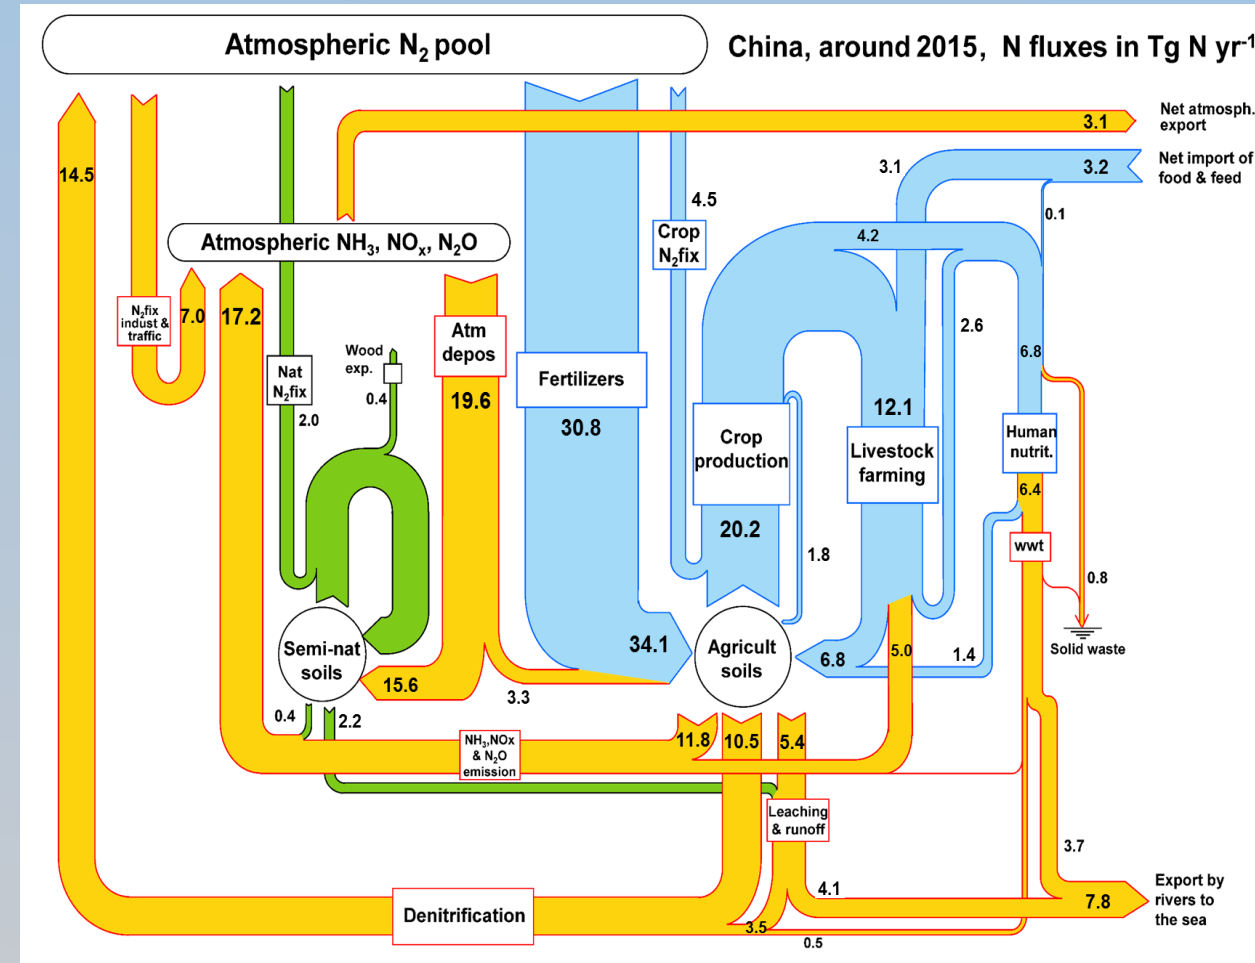 Atmospheric N₂ pool
China, around 2015, N fluxes in Tg N yr⁻¹
Net atmosph.
export
3.1
Net import of
food & feed
3.2
3.1
0.1
14.5
4.5
Atmospheric NH₃, NOₓ, N₂O
Crop
N₂fix
4.2
N₂fix
indust &
traffic
7.0
17.2
Atm
depos
2.6
Wood
exp.
6.8
Nat
N₂fix
Fertilizers
0.4
19.6
12.1
2.0
30.8
Crop
production
Livestock
farming
Human
nutrit.
6.4
20.2
wwt
1.8
0.8
Semi-nat
soils
34.1
Agricult
soils
6.8
5.0
1.4
Solid waste
15.6
3.3
0.4
2.2
NH₃,NOx
& N₂O
emission
11.8
10.5
5.4
Leaching
& runoff
3.7
4.1
Export by
rivers to
the sea
7.8
Denitrification
3.5
0.5